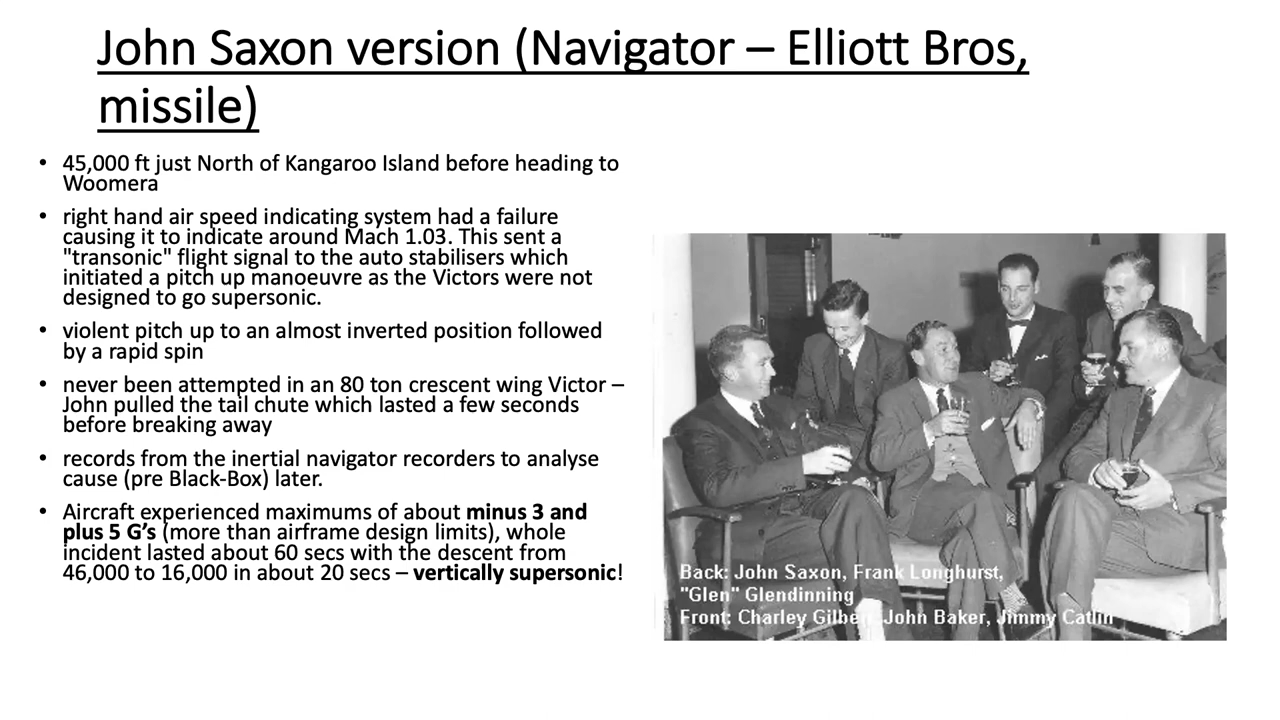 John Saxon version (Navigator – Elliott Bros,
missile)
• 45,000 ft just North of Kangaroo Island before heading to
Woomera
• right hand air speed indicating system had a failure
causing it to indicate around Mach 1.03. This sent a
"transonic" flight signal to the auto stabilisers which
initiated a pitch up manoeuvre as the Victors were not
designed to go supersonic.
• violent pitch up to an almost inverted position followed
by a rapid spin
• never been attempted in an 80 ton crescent wing Victor –
John pulled the tail chute which lasted a few seconds
before breaking away
• records from the inertial navigator recorders to analyse
cause (pre Black-Box) later.
• Aircraft experienced maximums of about minus 3 and
plus 5 G's (more than airframe design limits), whole
incident lasted about 60 secs with the descent from
46,000 to 16,000 in about 20 secs – vertically supersonic!
Back: John Saxon, Frank Longhurst,
"Glen" Glendinning
Front: Charley Gilbert, John Baker, Jimmy Catlin